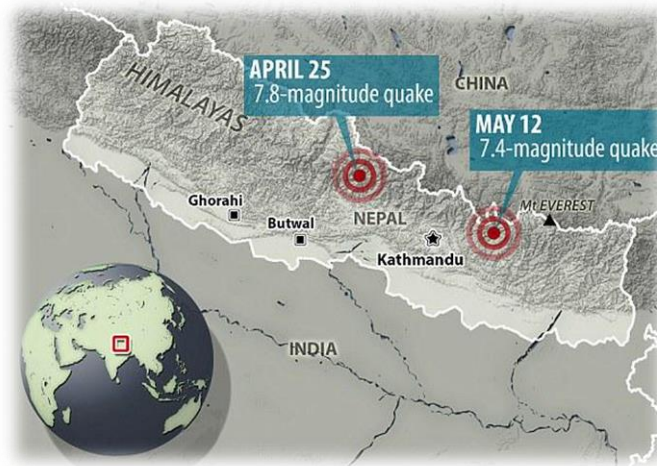 HIMALAYAS
APRIL 25
7.8-magnitude quake
CHINA
MAY 12
7.4-magnitude quake
Mt EVEREST
Ghorahi
Butwal
NEPAL
Kathmandu
INDIA